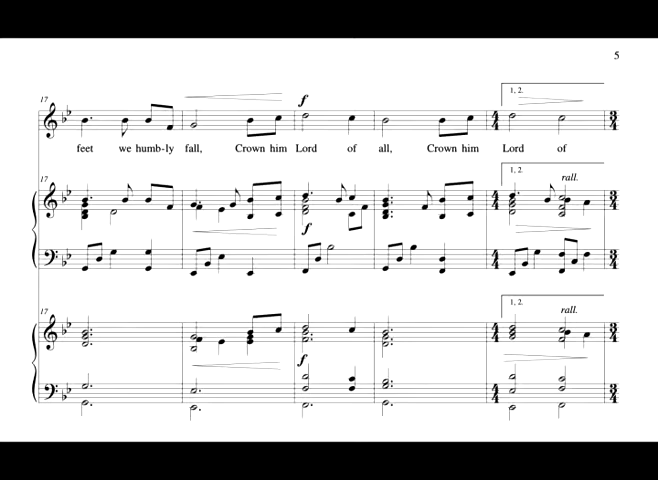 5
1, 2.
17
f
feet we humb-ly fall, Crown him Lord of all, Crown him Lord of
1, 2.
17
rall.
f
1, 2.
17
rall.
f